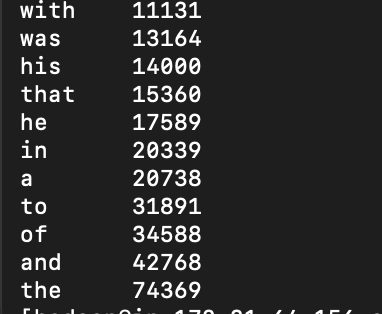 with 11131
was 13164
his 14000
that 15360
he 17589
in 20339
a 20738
to 31891
of 34588
and 42768
the 74369